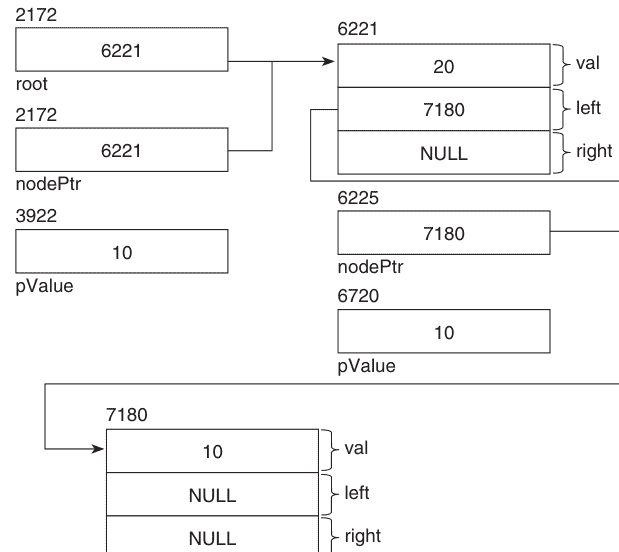 2172
6221
root
2172
6221
nodePtr
3922
10
pValue
6221
20
val
7180
left
NULL
right
6225
7180
nodePtr
6720
10
pValue
7180
10
val
NULL
left
NULL
right